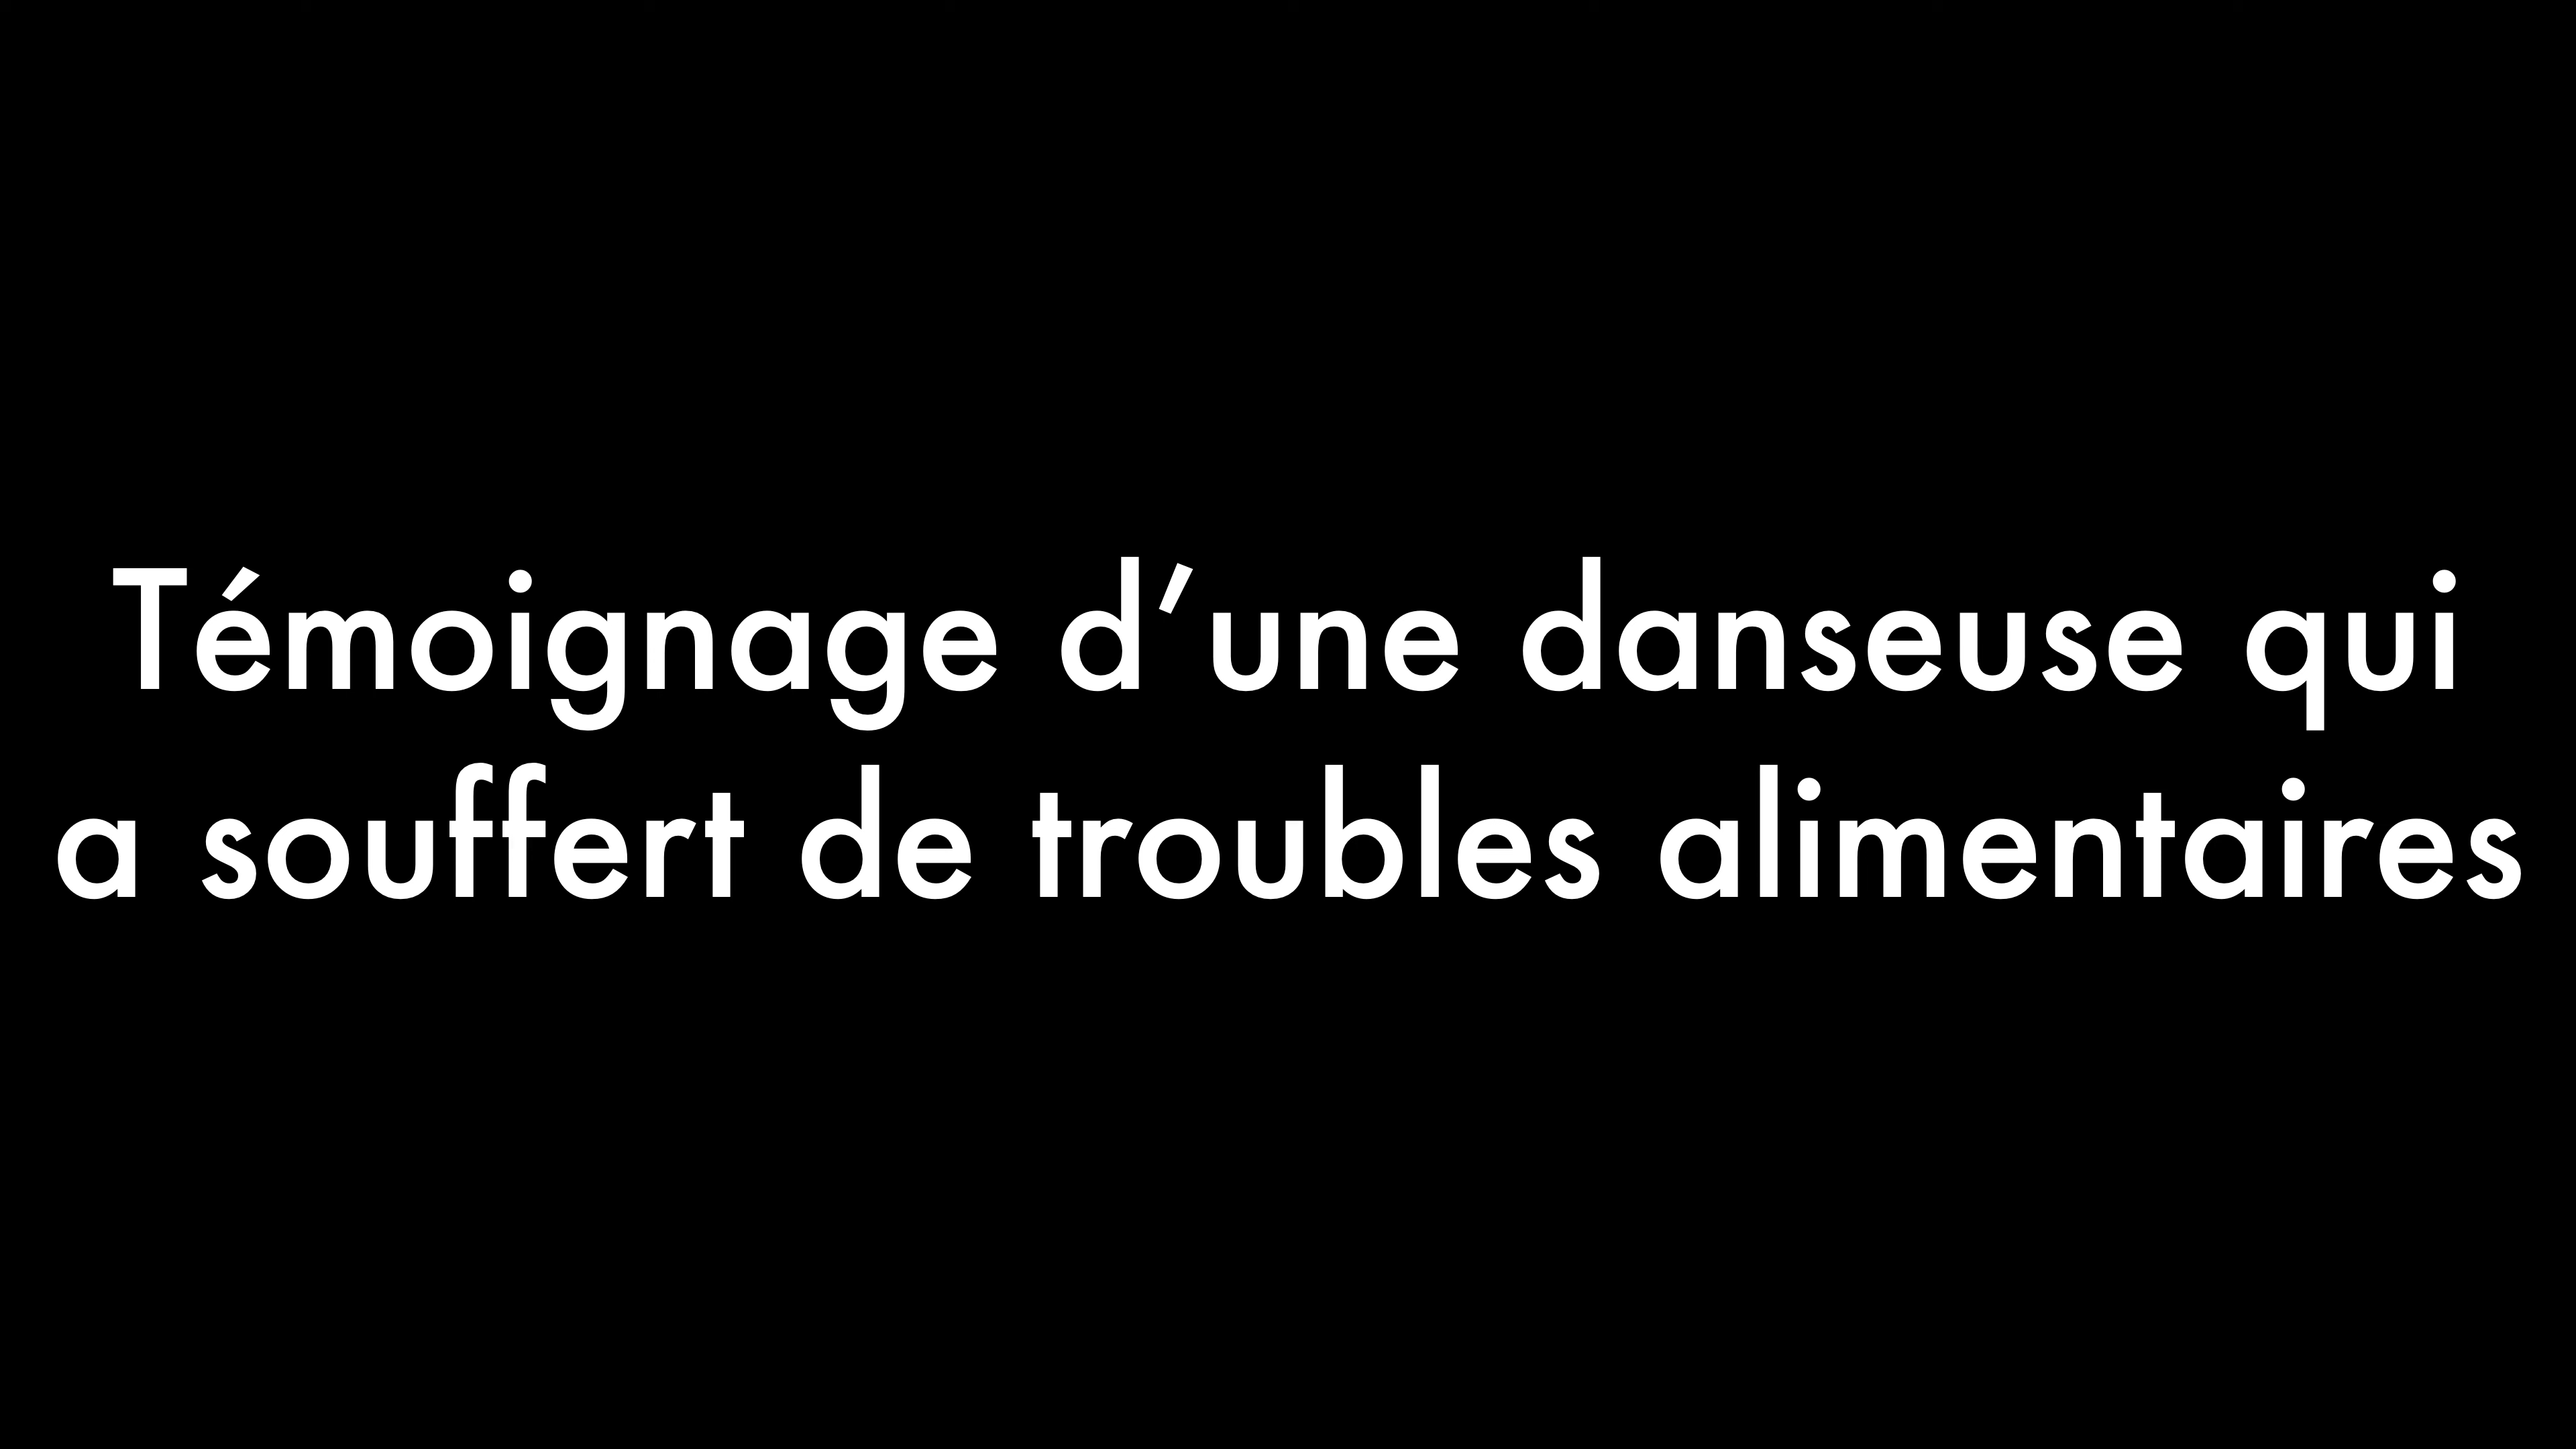 Témoignage d’une danseuse qui
a souffert de troubles alimentaires